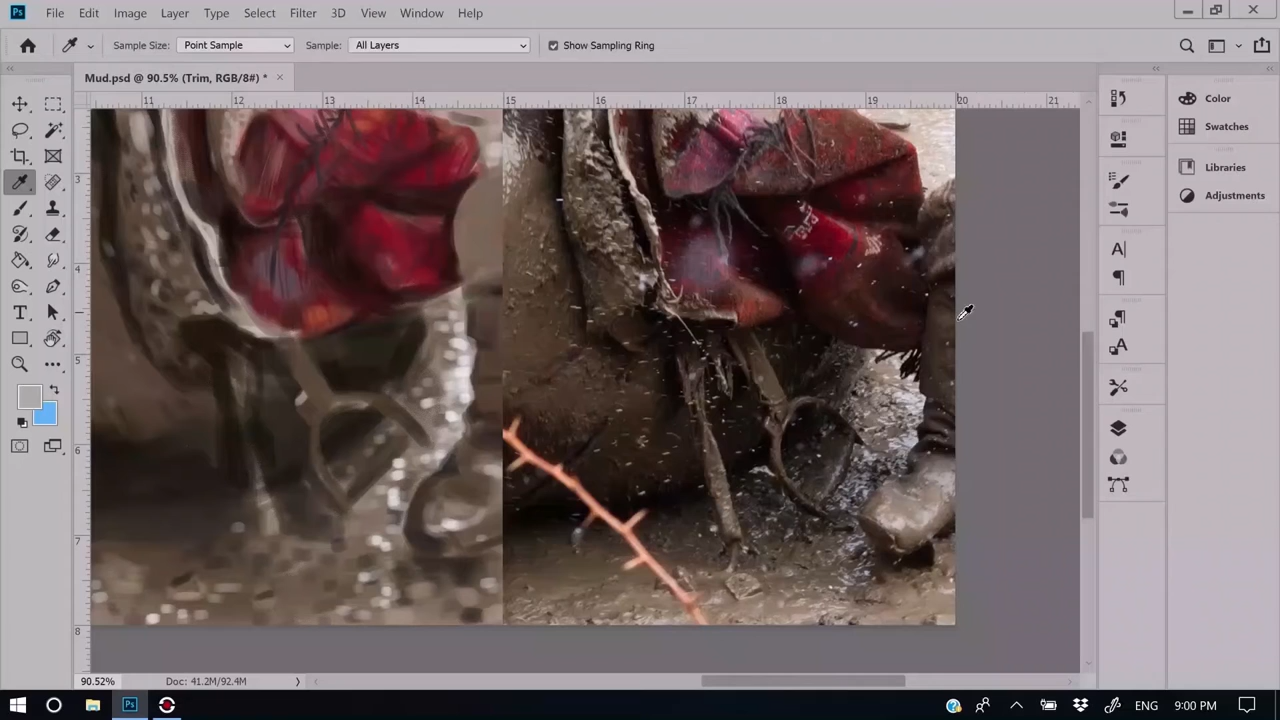 Ps File Edit Image Layer Type Select Filter 3D View Window Help
Sample Size: Point Sample Sample: All Layers Show Sampling Ring
Mud.psd @ 90.5% (Trim, RGB/8#) * ×
11 12 13 14 15 16 17 18 19 20 21
3
4
5
6
7
8
Color
Swatches
Libraries
Adjustments
90.52% Doc: 41.2M/92.4M
Ps ENG 9:00 PM